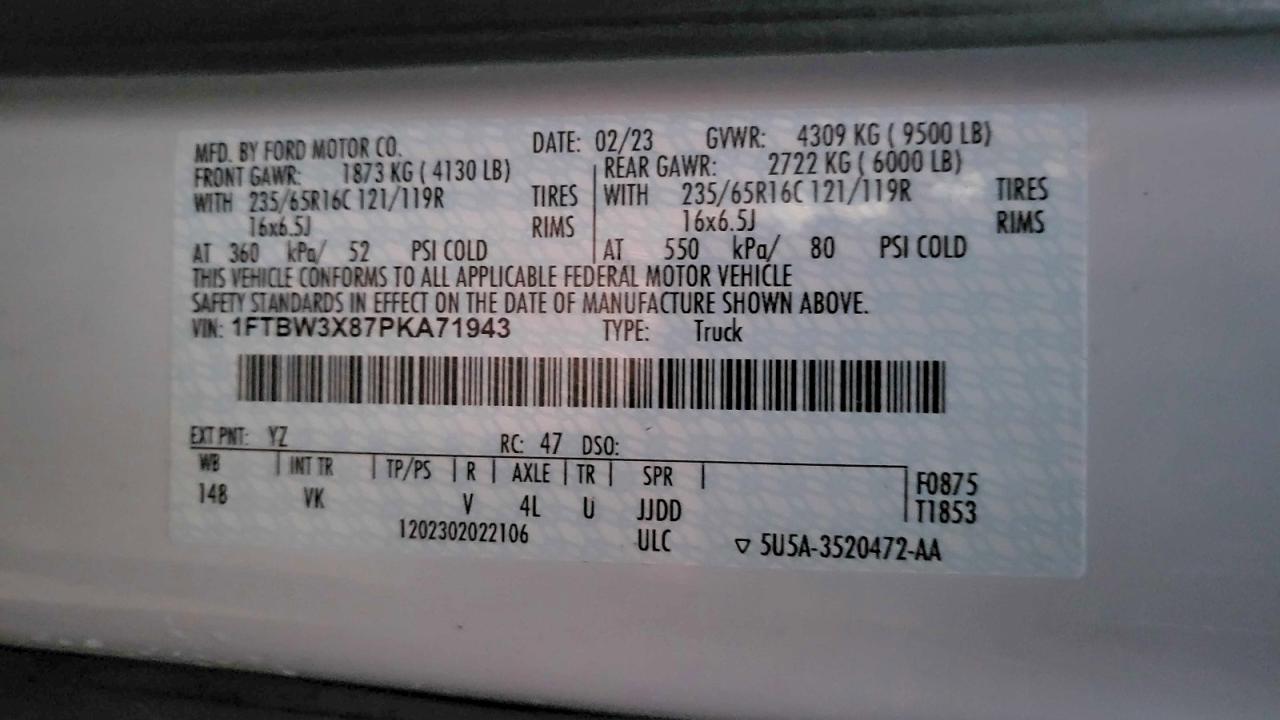 MFD. BY FORD MOTOR CO. DATE: 02/23 GVWR: 4309 KG ( 9500 LB)
FRONT GAWR: 1873 KG ( 4130 LB) REAR GAWR: 2722 KG ( 6000 LB)
WITH 235/65R16C 121/119R TIRES WITH 235/65R16C 121/119R TIRES
16x6.5J RIMS 16x6.5J RIMS
AT 360 kPa/ 52 PSI COLD AT 550 kPa/ 80 PSI COLD
THIS VEHICLE CONFORMS TO ALL APPLICABLE FEDERAL MOTOR VEHICLE
SAFETY STANDARDS IN EFFECT ON THE DATE OF MANUFACTURE SHOWN ABOVE.
VIN: 1FTBW3X87PKA71943 TYPE: Truck
EXT PNT: YZ RC: 47 DSO:
WB INT TR TP/PS R AXLE TR SPR F0875
148 VK V 4L U JJDD T1853
1202302022106 ULC ▽ 5U5A-3520472-AA